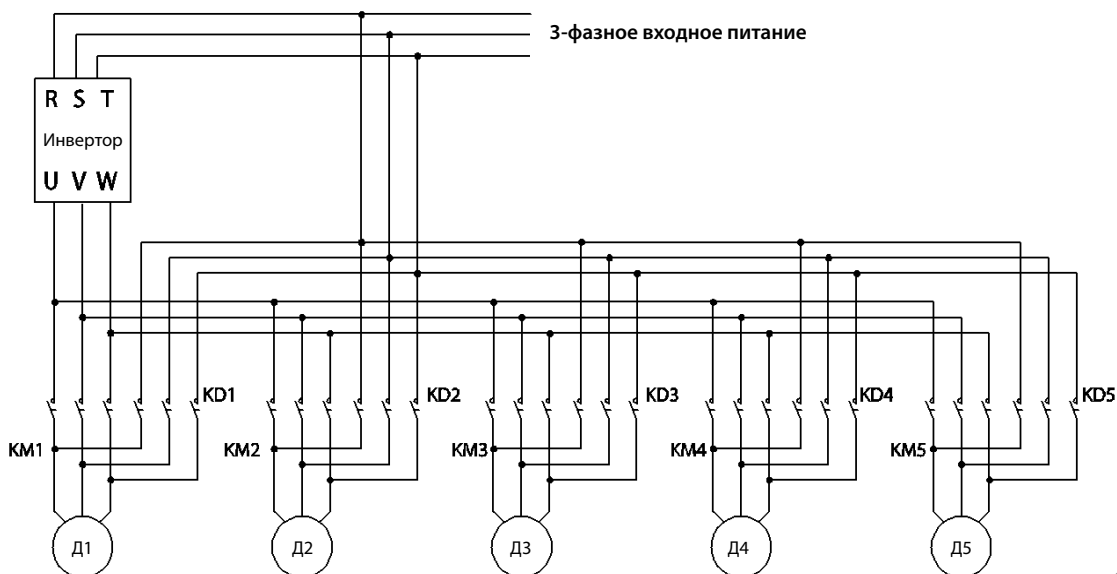 3-фазное входное питание
R S T
Инвертор
U V W
KD1
KD2
KD3
KD4
KD5
KM1
KM2
KM3
KM4
KM5
Д1
Д2
Д3
Д4
Д5